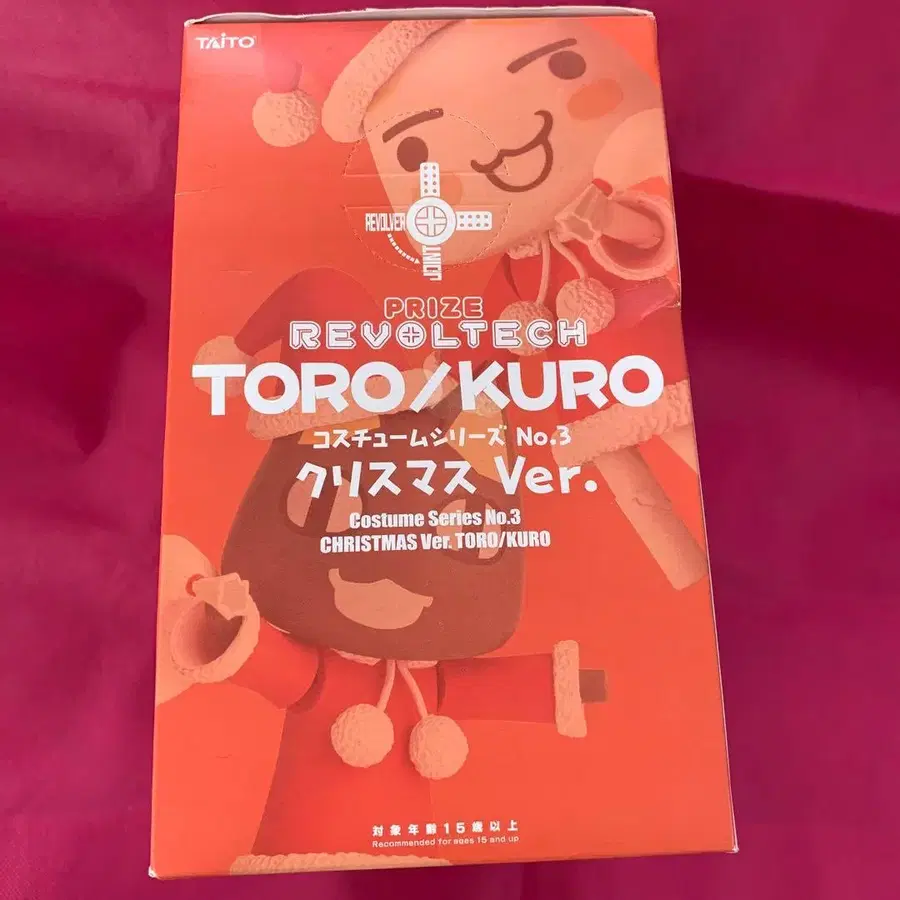 TAITO
REVOLVER
JOINT
PRIZE
REVOLTECH
TORO/KURO
コスチュームシリーズ No.3
クリスマス Ver.
Costume Series No.3
CHRISTMAS Ver. TORO/KURO
対象年齢15歳以上
Recommended for ages 15 and up